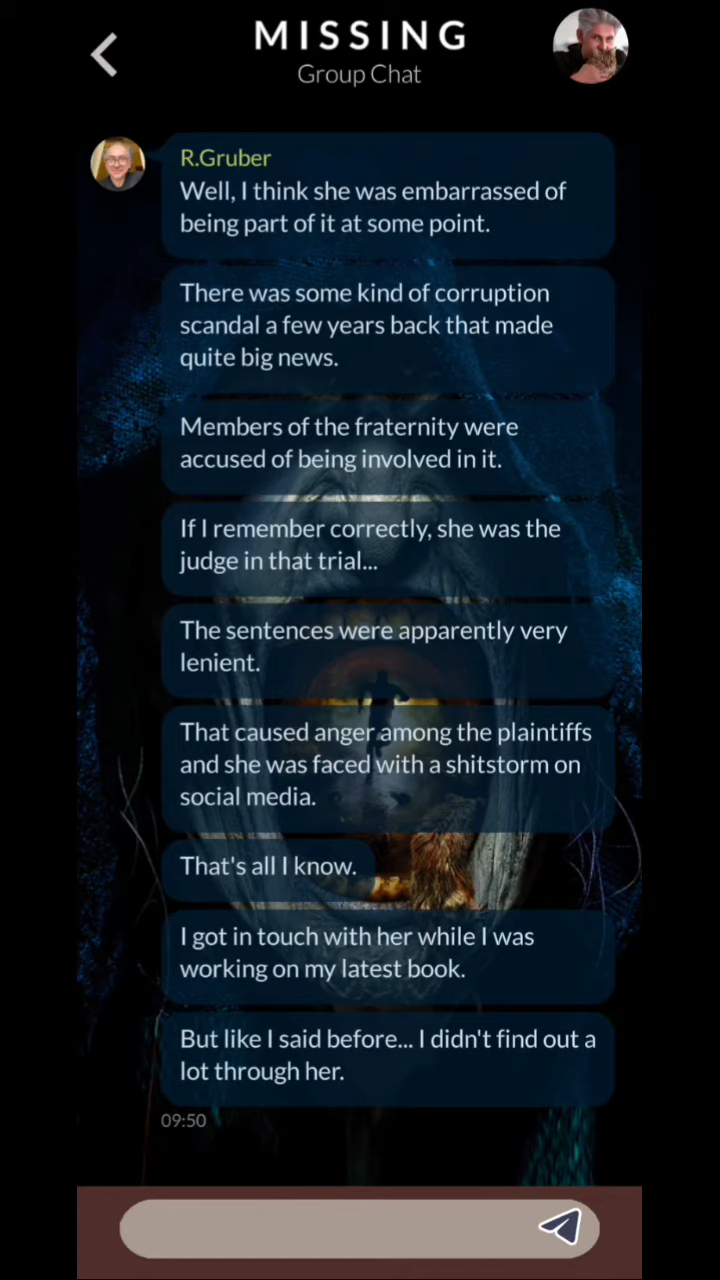 MISSING
Group Chat
R.Gruber
Well, I think she was embarrassed of
being part of it at some point.
There was some kind of corruption
scandal a few years back that made
quite big news.
Members of the fraternity were
accused of being involved in it.
If I remember correctly, she was the
judge in that trial...
The sentences were apparently very
lenient.
That caused anger among the plaintiffs
and she was faced with a shitstorm on
social media.
That's all I know.
I got in touch with her while I was
working on my latest book.
But like I said before... I didn't find out a
lot through her.
09:50